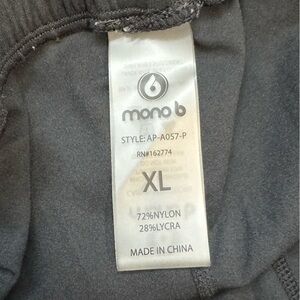 mono b
STYLE: AP-A057-P
RN#162774
XL
72%NYLON
28%LYCRA
MADE IN CHINA